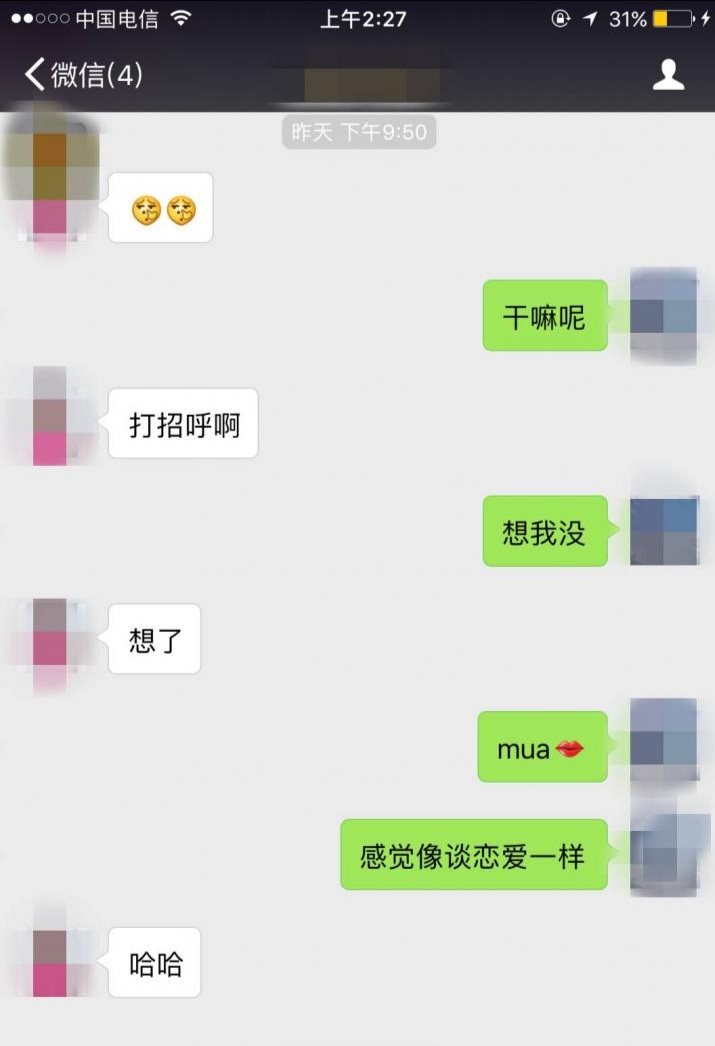 中国电信 上午2:27 31%
微信(4)
昨天 下午9:50
干嘛呢
打招呼啊
想我没
想了
mua
感觉像谈恋爱一样
哈哈